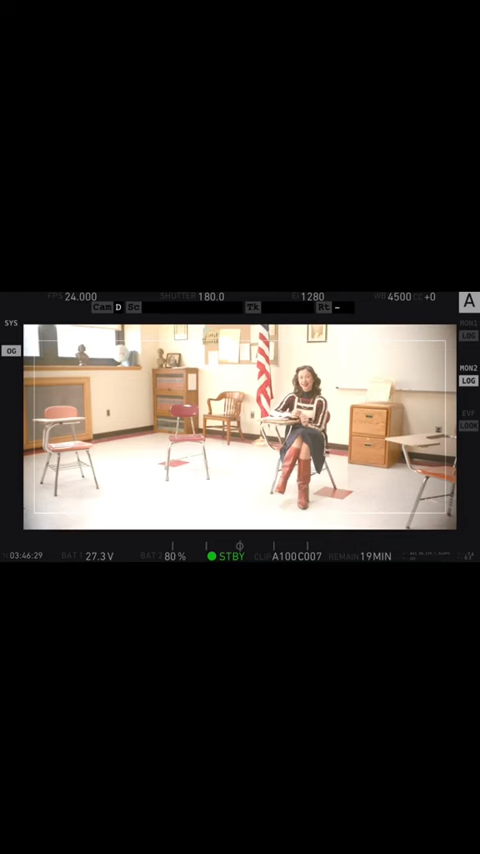 FPS 24.000 SHUTTER 180.0 EI 1280 WB 4500 CC +0
A
Cam D Sc Tk Rt –
SYS
OG
MON1
LOG
MON2
LOG
EVF
LOOK
03:46:29 BAT 1 27.3 V BAT 2 80 % STBY CLIP A100C007 REMAIN 19MIN